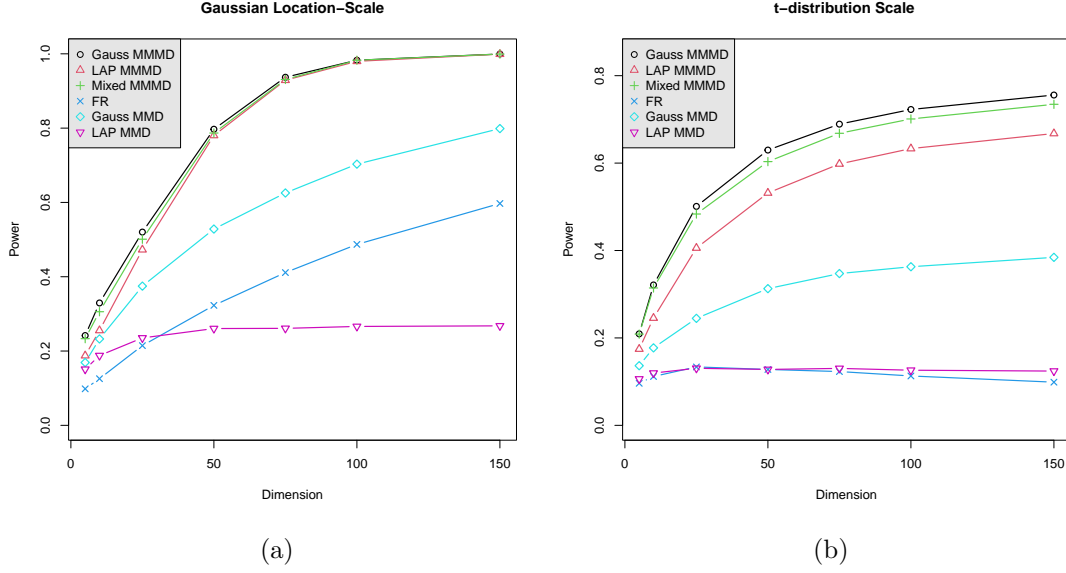 Gaussian Location−Scale
Gauss MMMD
LAP MMMD
Mixed MMMD
FR
Gauss MMD
LAP MMD
Power
0.0
0.2
0.4
0.6
0.8
1.0
0
50
100
150
Dimension
(a)
t−distribution Scale
Gauss MMMD
LAP MMMD
Mixed MMMD
FR
Gauss MMD
LAP MMD
Power
0.0
0.2
0.4
0.6
0.8
0
50
100
150
Dimension
(b)